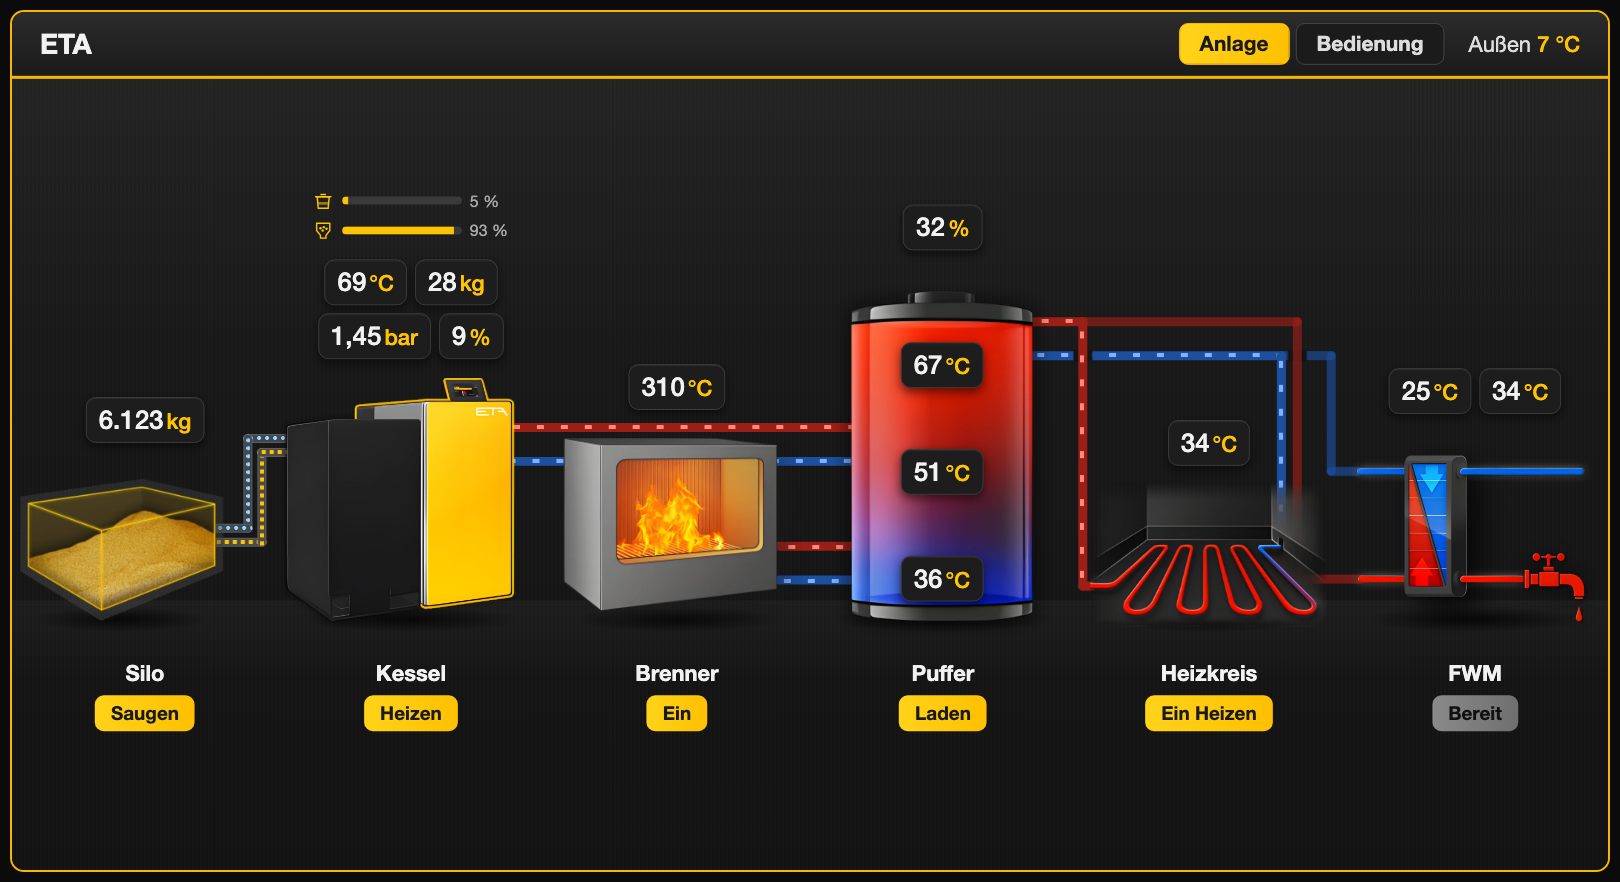 ETA
Anlage
Bedienung
Außen 7 °C
5 %
93 %
69 °C
28 kg
1,45 bar
9 %
32 %
6.123 kg
310 °C
67 °C
51 °C
36 °C
34 °C
25 °C
34 °C
ETA
Silo
Kessel
Brenner
Puffer
Heizkreis
FWM
Saugen
Heizen
Ein
Laden
Ein Heizen
Bereit